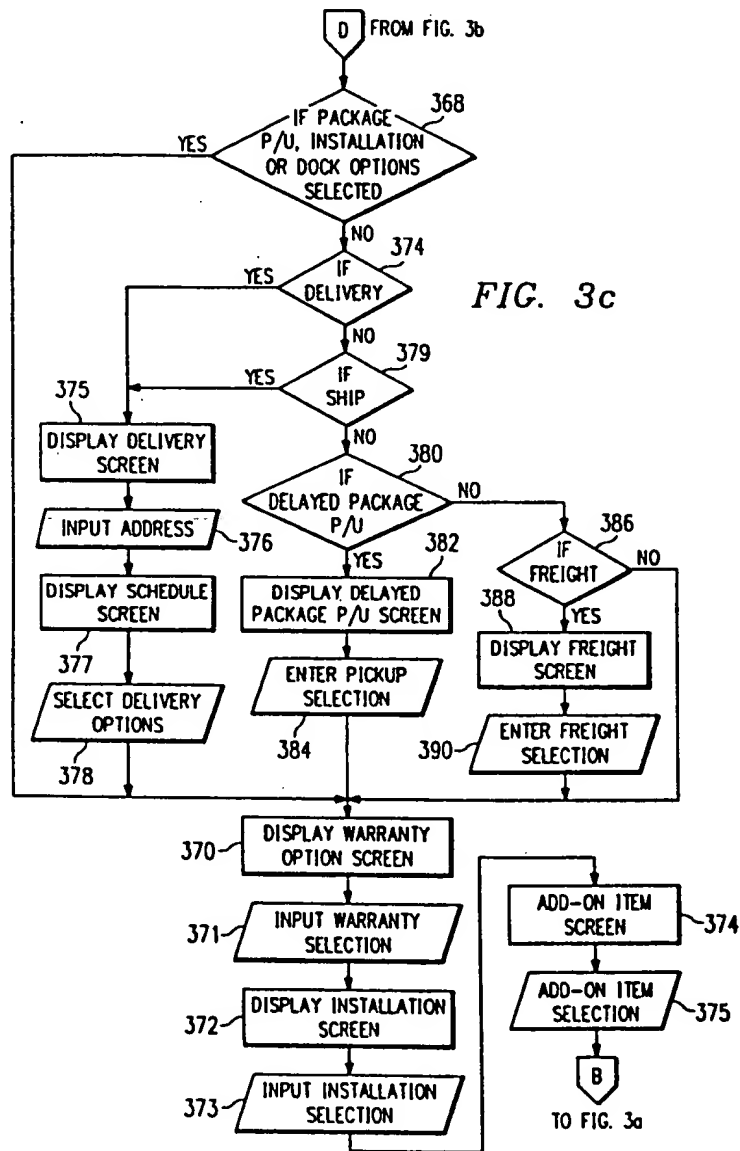 D
FROM FIG. 3b
368
IF PACKAGE
P/U, INSTALLATION
OR DOCK OPTIONS
SELECTED
YES
NO
374
IF
DELIVERY
YES
NO
FIG. 3c
379
IF
SHIP
YES
NO
375
DISPLAY DELIVERY
SCREEN
INPUT ADDRESS
376
DISPLAY SCHEDULE
SCREEN
377
SELECT DELIVERY
OPTIONS
378
380
IF
DELAYED PACKAGE
P/U
NO
YES
382
DISPLAY DELAYED
PACKAGE P/U SCREEN
ENTER PICKUP
SELECTION
384
386
IF
FREIGHT
NO
YES
388
DISPLAY FREIGHT
SCREEN
390
ENTER FREIGHT
SELECTION
370
DISPLAY WARRANTY
OPTION SCREEN
371
INPUT WARRANTY
SELECTION
372
DISPLAY INSTALLATION
SCREEN
373
INPUT INSTALLATION
SELECTION
ADD-ON ITEM
SCREEN
374
ADD-ON ITEM
SELECTION
375
B
TO FIG. 3a